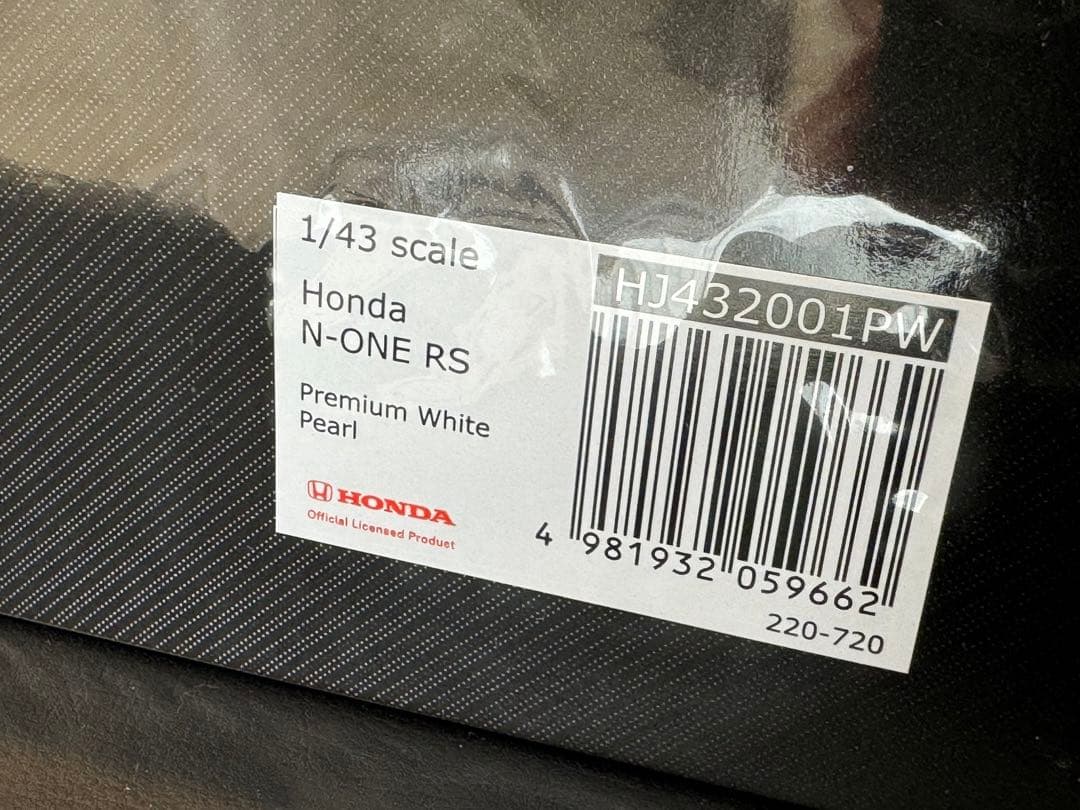 1/43 scale
Honda
N-ONE RS
Premium White
Pearl
HONDA
Official Licensed Product
HJ432001PW
4 981932 059662
220-720